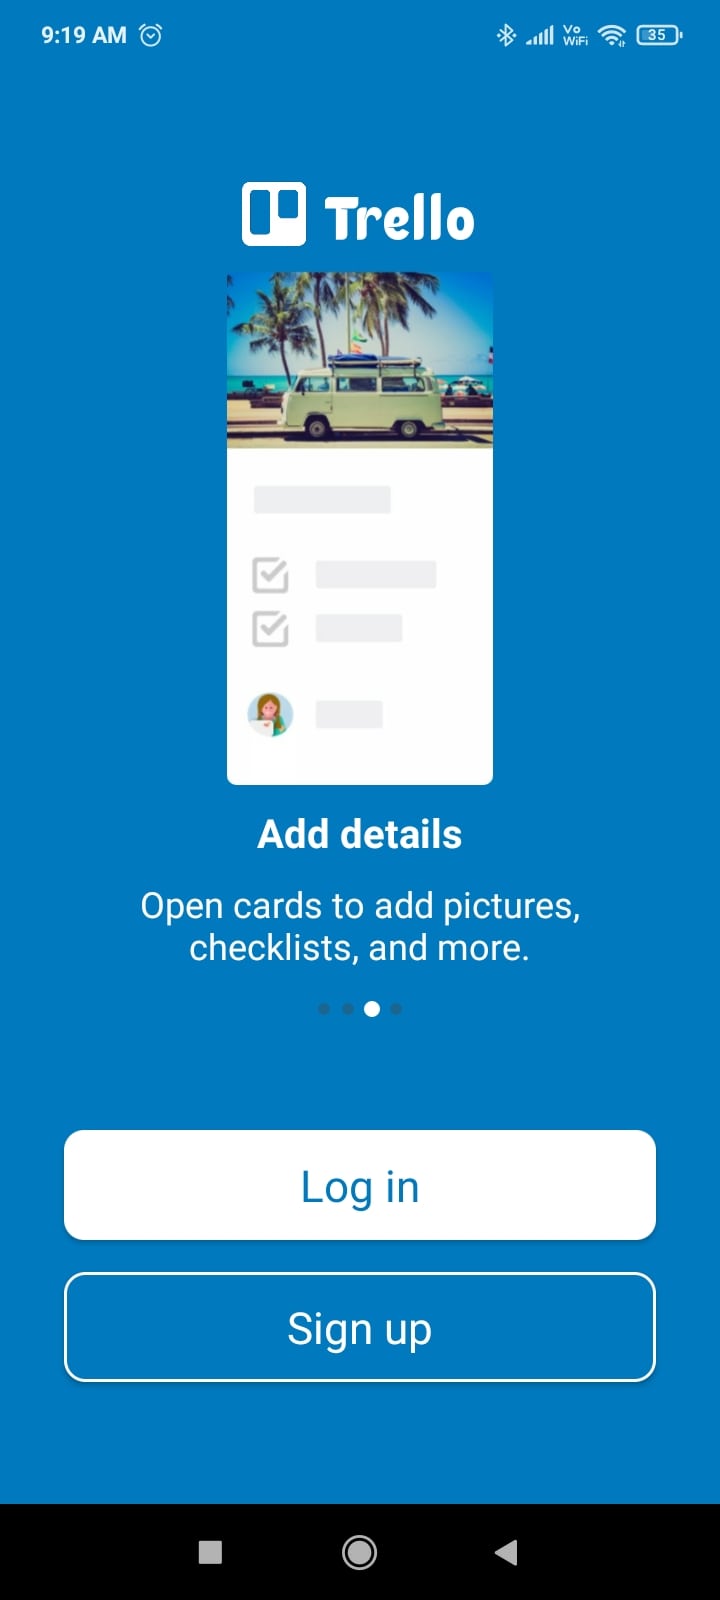 9:19 AM
Vo
WiFi
35
Trello
Add details
Open cards to add pictures,
checklists, and more.
Log in
Sign up